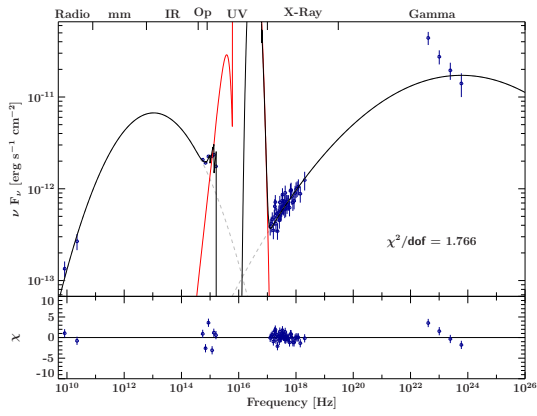 Radio mm IR Op UV X-Ray Gamma
ν Fν [erg s⁻¹ cm⁻²]
10⁻¹¹
10⁻¹²
10⁻¹³
χ²/dof = 1.766
χ
10
5
0
-5
-10
10¹⁰ 10¹² 10¹⁴ 10¹⁶ 10¹⁸ 10²⁰ 10²² 10²⁴ 10²⁶
Frequency [Hz]